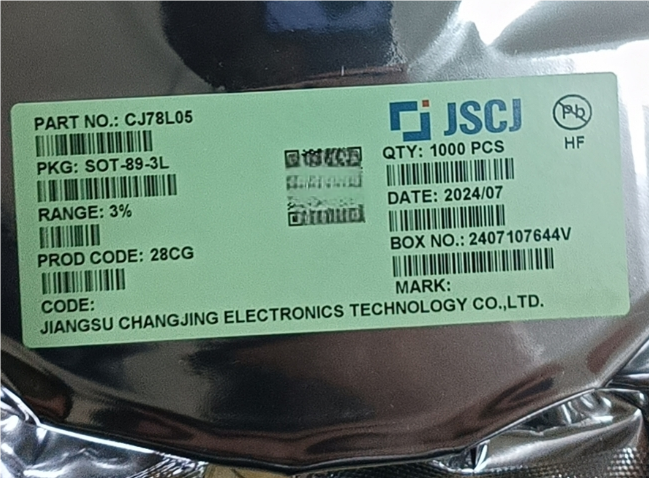 PART NO.: CJ78L05
PKG: SOT-89-3L
RANGE: 3%
PROD CODE: 28CG
CODE:
JSCJ
Pb
HF
QTY: 1000 PCS
DATE: 2024/07
BOX NO.: 2407107644V
MARK:
JIANGSU CHANGJING ELECTRONICS TECHNOLOGY CO.,LTD.